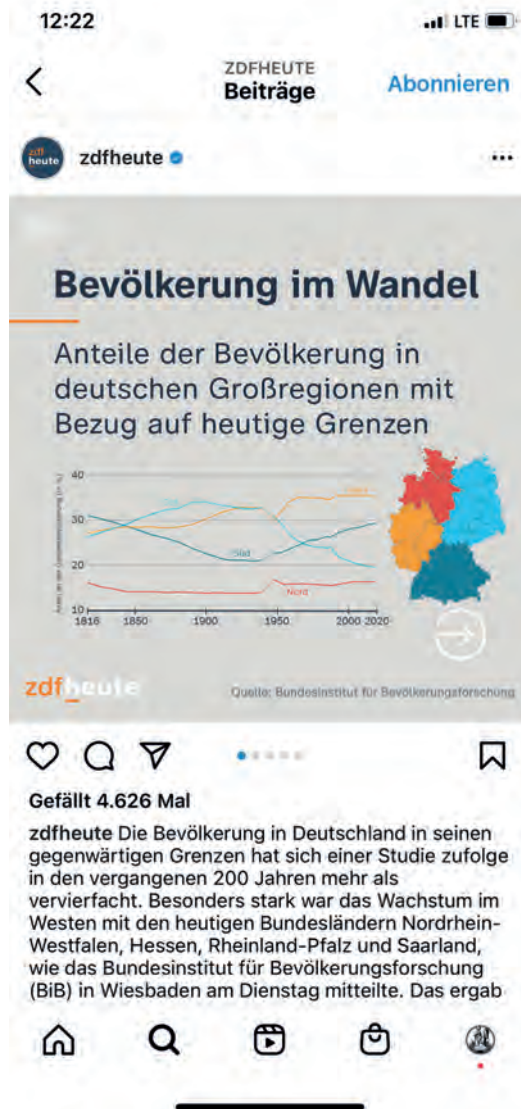 12:22
LTE
ZDFHEUTE
Beiträge
Abonnieren
zdf
heute
zdfheute
Bevölkerung im Wandel
Anteile der Bevölkerung in
deutschen Großregionen mit
Bezug auf heutige Grenzen
40
30
20
10
Süd
Nord
1816
1850
1900
1950
2000
2020
zdfheute
Quelle: Bundesinstitut für Bevölkerungsforschung
Gefällt 4.626 Mal
zdfheute Die Bevölkerung in Deutschland in seinen
gegenwärtigen Grenzen hat sich einer Studie zufolge
in den vergangenen 200 Jahren mehr als
vervierfacht. Besonders stark war das Wachstum im
Westen mit den heutigen Bundesländern Nordrhein-
Westfalen, Hessen, Rheinland-Pfalz und Saarland,
wie das Bundesinstitut für Bevölkerungsforschung
(BiB) in Wiesbaden am Dienstag mitteilte. Das ergab